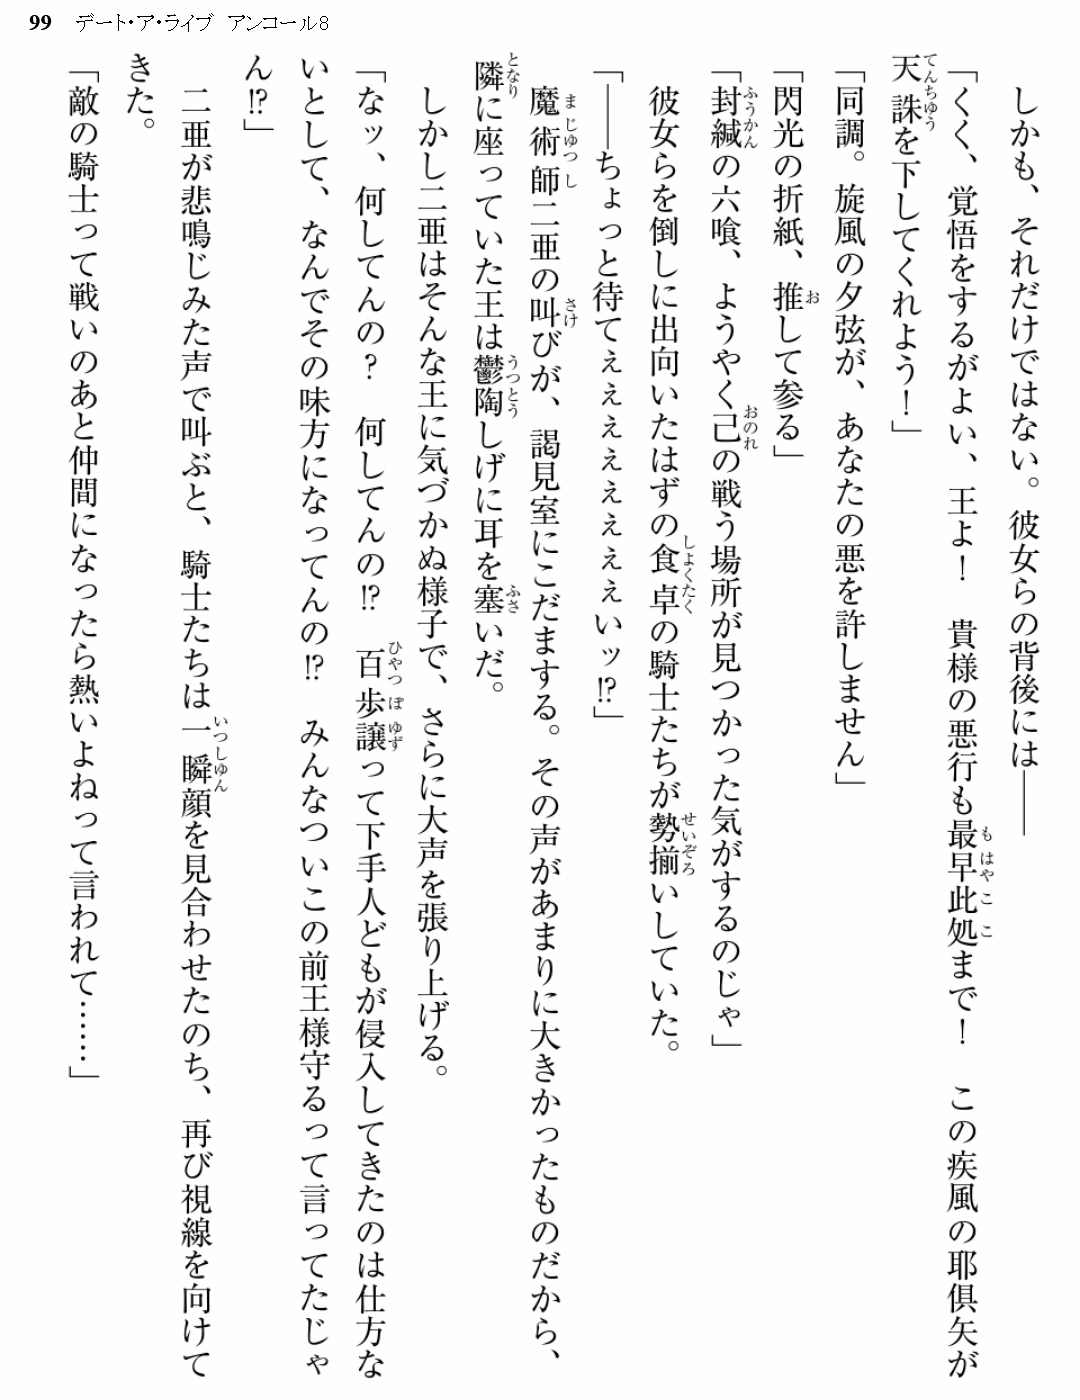 99 デート・ア・ライブ アンコール8
しかも、それだけではない。彼女らの背後には――
「くく、覚悟をするがよい、王よ！　貴様の悪行も最早此処まで！　この疾風の耶倶矢が
天誅を下してくれよう！」
「同調。旋風の夕弦が、あなたの悪を許しません」
「閃光の折紙、推して参る」
「封緘の六喰、ようやく己の戦う場所が見つかった気がするのじゃ」
彼女らを倒しに出向いたはずの食卓の騎士たちが勢揃いしていた。
「――ちょっと待てぇぇぇぇぇぇぇぇいッ!?」
魔術師二亜の叫びが、謁見室にこだまする。その声があまりに大きかったものだから、
隣に座っていた王は鬱陶しげに耳を塞いだ。
しかし二亜はそんな王に気づかぬ様子で、さらに大声を張り上げる。
「なッ、何してんの？　何してんの!?　百歩譲って下手人どもが侵入してきたのは仕方な
いとして、なんでその味方になってんの!?　みんなついこの前王様守るって言ってたじゃ
ん!?」
二亜が悲鳴じみた声で叫ぶと、騎士たちは一瞬顔を見合わせたのち、再び視線を向けて
きた。
「敵の騎士って戦いのあと仲間になったら熱いよねって言われて……」